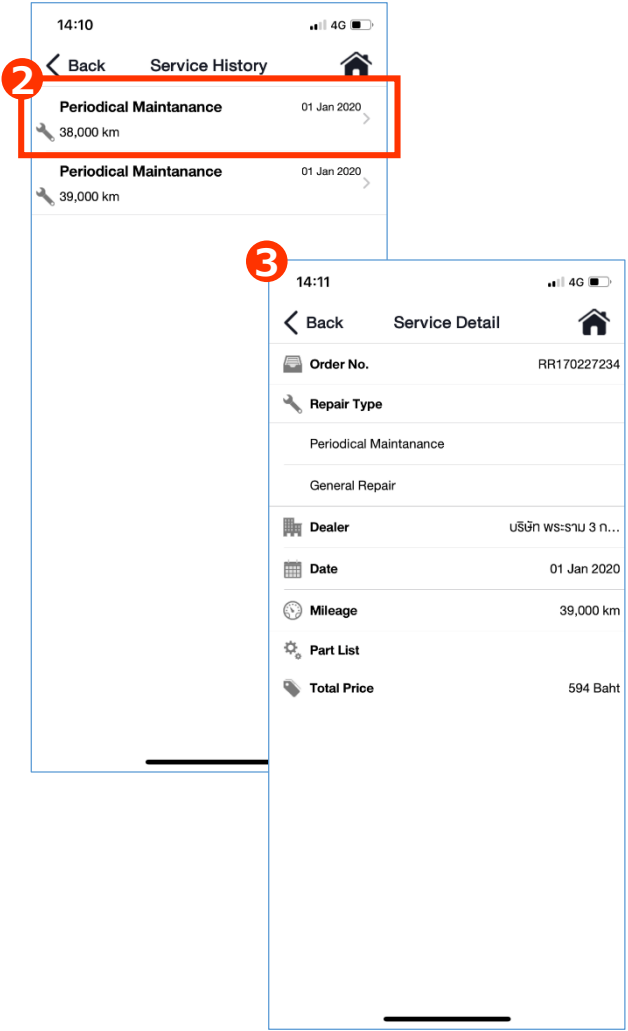 14:10
4G
Back
Service History
2
Periodical Maintanance
01 Jan 2020
38,000 km
Periodical Maintanance
01 Jan 2020
39,000 km
3
14:11
4G
Back
Service Detail
Order No.
RR170227234
Repair Type
Periodical Maintanance
General Repair
Dealer
บริษัท พระราม 3 ก...
Date
01 Jan 2020
Mileage
39,000 km
Part List
Total Price
594 Baht